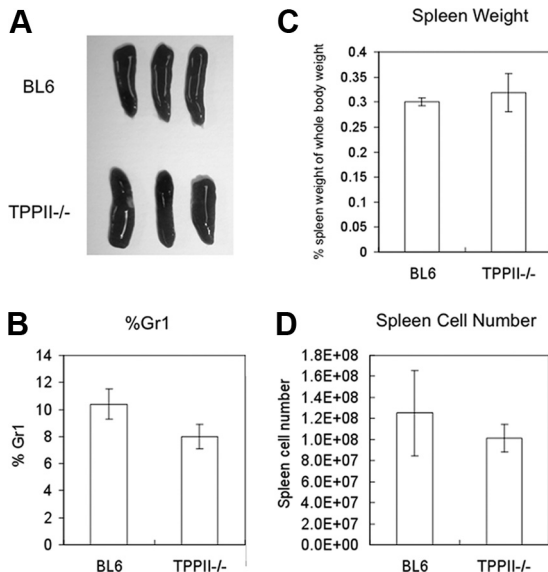 A
BL6
TPPII-/-
C
Spleen Weight
% spleen weight of whole body weight
0.4
0.35
0.3
0.25
0.2
0.15
0.1
0.05
0
BL6
TPPII-/-
B
%Gr1
% Gr1
14
12
10
8
6
4
2
0
BL6
TPPII-/-
D
Spleen Cell Number
Spleen cell number
1.8E+08
1.6E+08
1.4E+08
1.2E+08
1.0E+08
8.0E+07
6.0E+07
4.0E+07
2.0E+07
0.0E+00
BL6
TPPII-/-